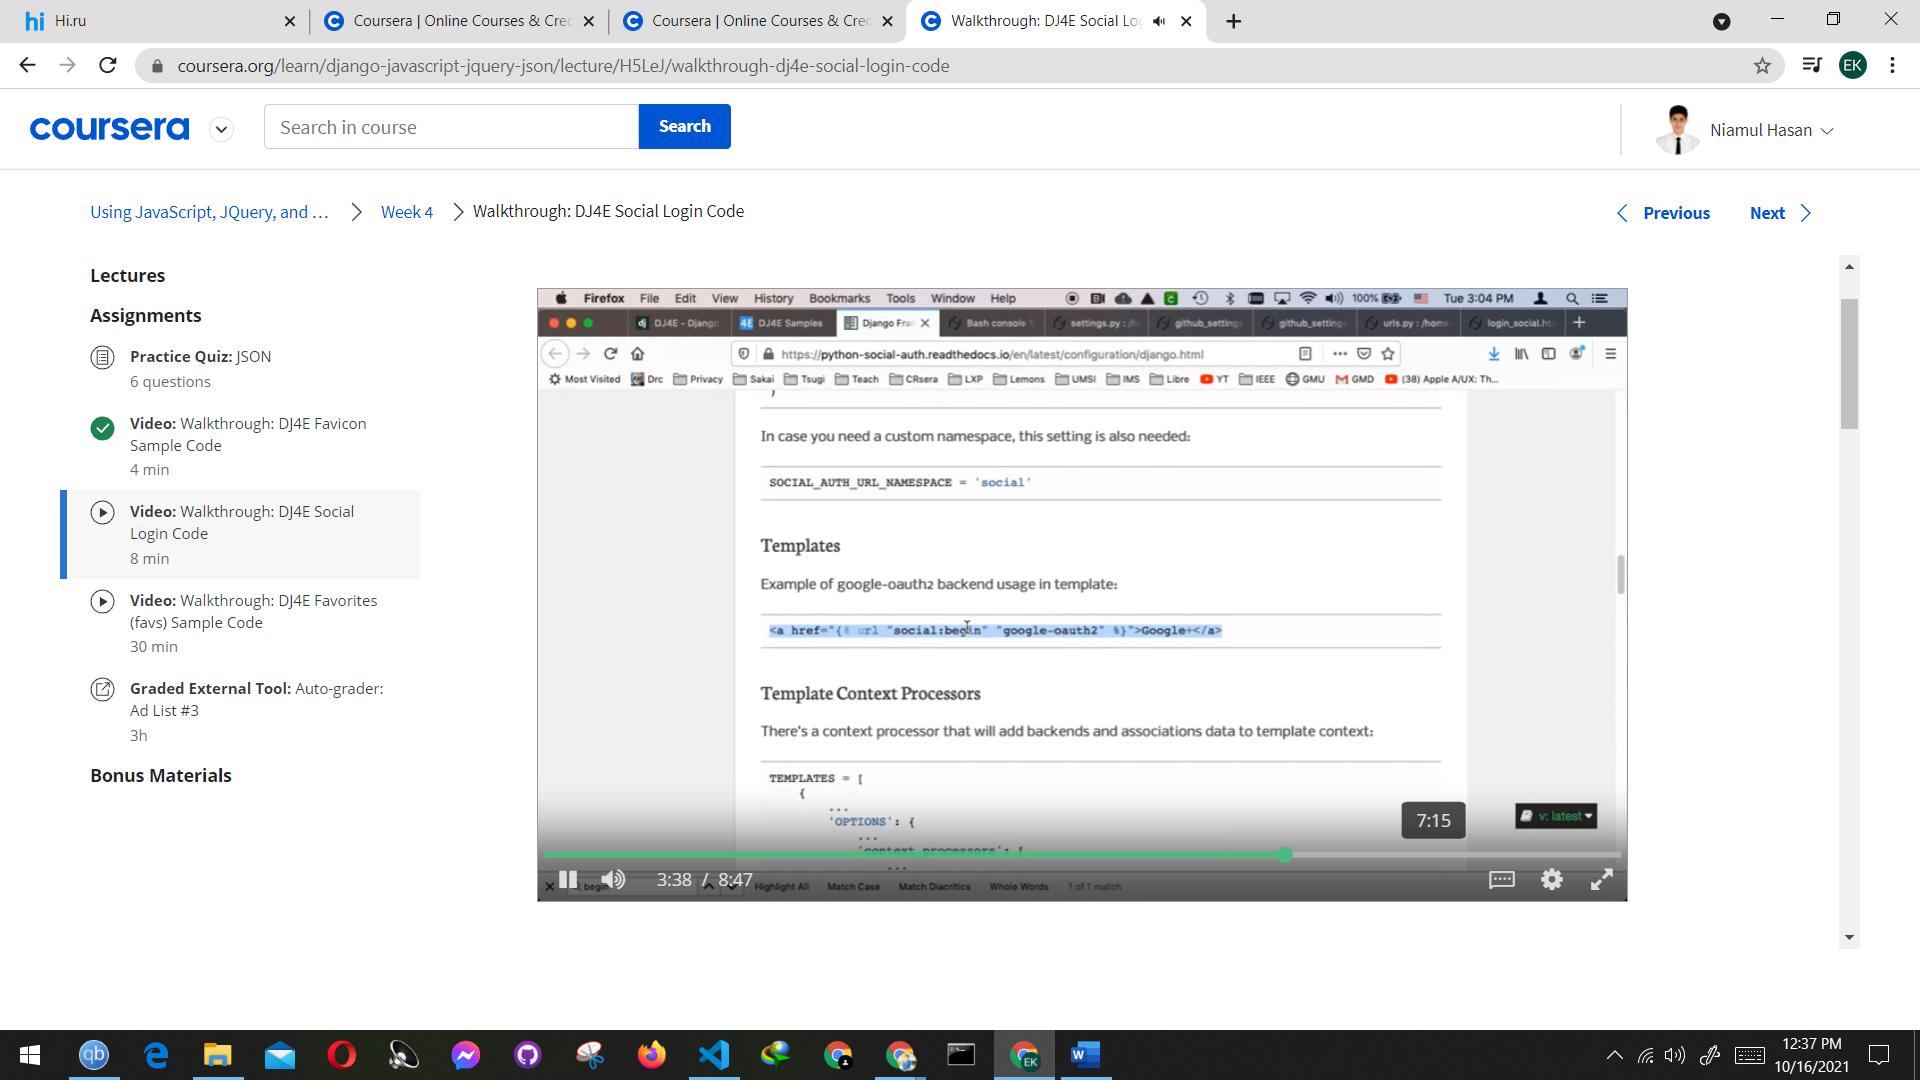 Hi.ru
Coursera | Online Courses & Cre
Coursera | Online Courses & Cre
Walkthrough: DJ4E Social Lo
coursera.org/learn/django-javascript-jquery-json/lecture/H5LeJ/walkthrough-dj4e-social-login-code
EK
coursera
Search in course
Search
Niamul Hasan
Using JavaScript, JQuery, and ...
Week 4
Walkthrough: DJ4E Social Login Code
Previous
Next
Lectures
Assignments
Practice Quiz: JSON
6 questions
Video: Walkthrough: DJ4E Favicon
Sample Code
4 min
Video: Walkthrough: DJ4E Social
Login Code
8 min
Video: Walkthrough: DJ4E Favorites
(favs) Sample Code
30 min
Graded External Tool: Auto-grader:
Ad List #3
3h
Bonus Materials
Firefox File Edit View History Bookmarks Tools Window Help
100%
Tue 3:04 PM
DJ4E - Django
DJ4E Samples
Django Fra
Bash console
settings.py : /h
github_setting
github_setting
urls.py : /home
login_social.ht
https://python-social-auth.readthedocs.io/en/latest/configuration/django.html
Most Visited Drc Privacy Sakai Tsugi Teach CRsera LXP Lemons UMSI IMS Libre YT IEEE GMU GMD (38) Apple A/UX: Th...
In case you need a custom namespace, this setting is also needed:
SOCIAL_AUTH_URL_NAMESPACE = 'social'
Templates
Example of google-oauth2 backend usage in template:
<a href="{% url "social:begin" "google-oauth2" %}">Google+</a>
Template Context Processors
There's a context processor that will add backends and associations data to template context:
TEMPLATES = [
{
...
'OPTIONS': {
...
'context_processors': [
...
7:15
v: latest
3:38 / 8:47
begin
Highlight All Match Case Match Diacritics Whole Words 1 of 1 match
EK
12:37 PM
10/16/2021